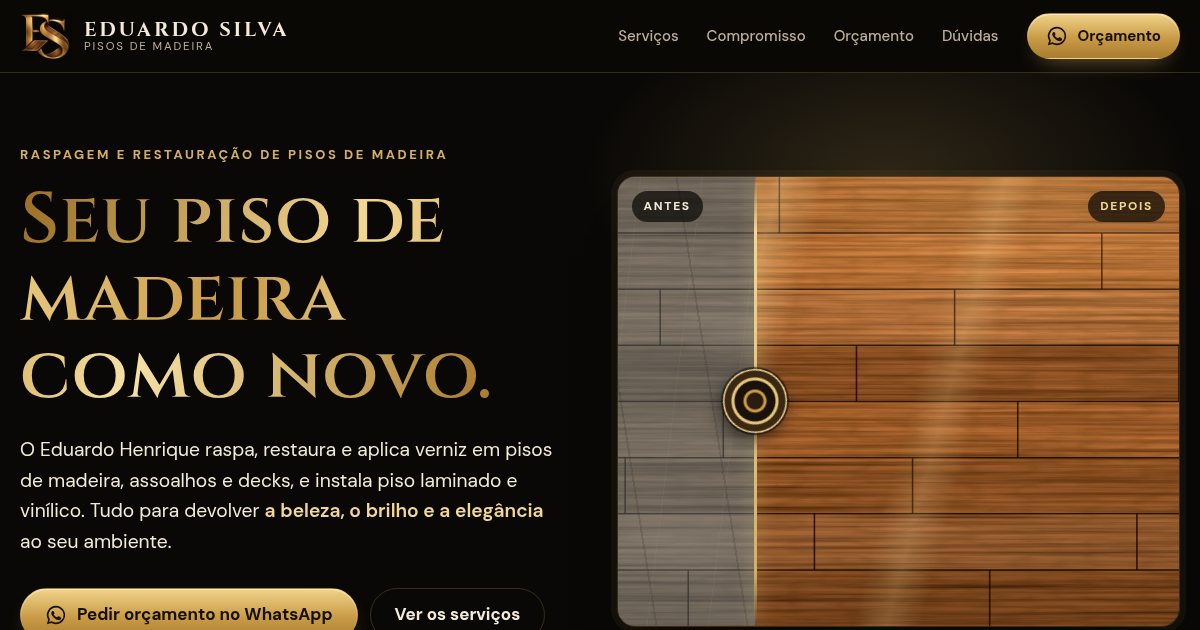 ES
EDUARDO SILVA
PISOS DE MADEIRA
Serviços
Compromisso
Orçamento
Dúvidas
Orçamento
RASPAGEM E RESTAURAÇÃO DE PISOS DE MADEIRA
SEU PISO DE
MADEIRA
COMO NOVO.
O Eduardo Henrique raspa, restaura e aplica verniz em pisos
de madeira, assoalhos e decks, e instala piso laminado e
vinílico. Tudo para devolver a beleza, o brilho e a elegância
ao seu ambiente.
Pedir orçamento no WhatsApp
Ver os serviços
ANTES
DEPOIS